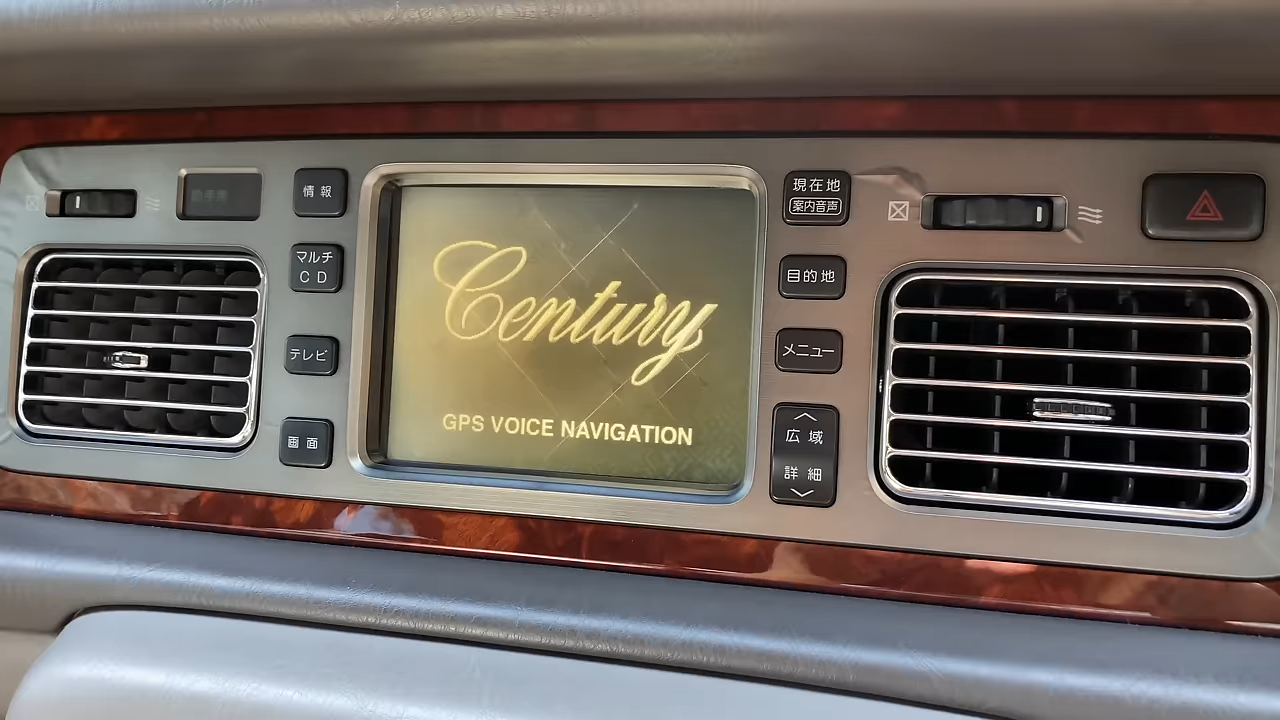 情報
マルチ
CD
テレビ
画面
Century
GPS VOICE NAVIGATION
現在地
案内音声
目的地
メニュー
広域
詳細